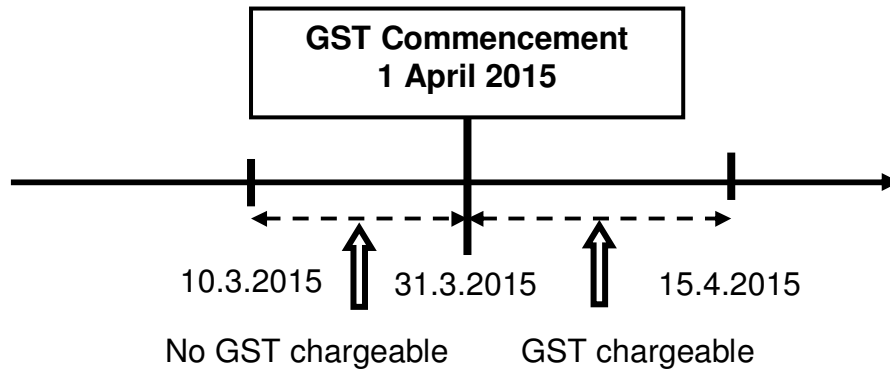 GST Commencement
1 April 2015
10.3.2015 31.3.2015 15.4.2015
No GST chargeable GST chargeable